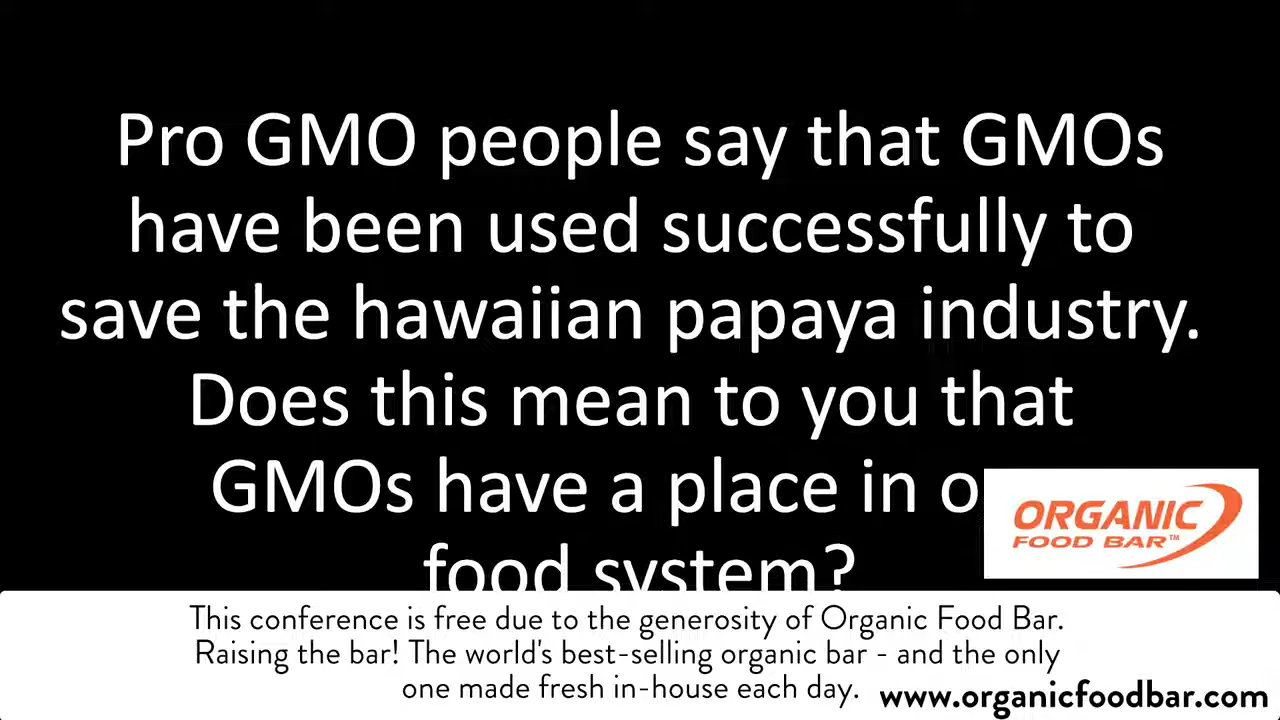 Pro GMO people say that GMOs
have been used successfully to
save the hawaiian papaya industry.
Does this mean to you that
GMOs have a place in o
food system?
ORGANIC
FOOD BAR™
This conference is free due to the generosity of Organic Food Bar.
Raising the bar! The world's best-selling organic bar - and the only
one made fresh in-house each day.
www.organicfoodbar.com